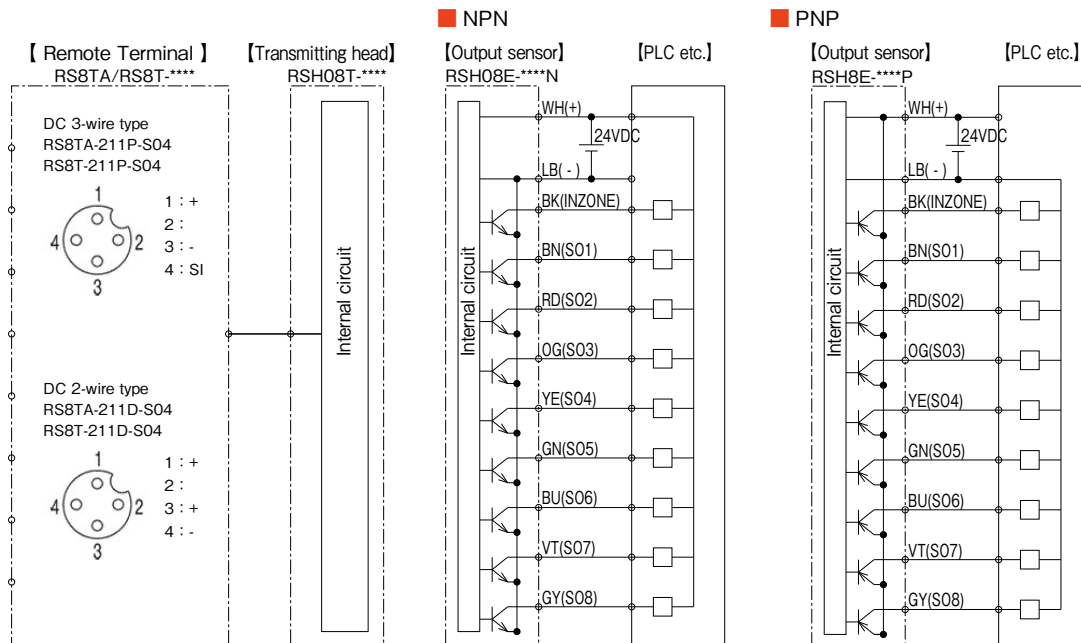 NPN
PNP
【 Remote Terminal 】
RS8TA/RS8T-****
【Transmitting head】
RSH08T-****
【Output sensor】
RSH08E-****N
【PLC etc.】
【Output sensor】
RSH8E-****P
【PLC etc.】
DC 3-wire type
RS8TA-211P-S04
RS8T-211P-S04
1
4
2
3
1 : +
2 :
3 : -
4 : SI
DC 2-wire type
RS8TA-211D-S04
RS8T-211D-S04
1
4
2
3
1 : +
2 :
3 : +
4 : -
Internal circuit
Internal circuit
WH(+)
24VDC
LB( - )
BK(INZONE)
BN(SO1)
RD(SO2)
OG(SO3)
YE(SO4)
GN(SO5)
BU(SO6)
VT(SO7)
GY(SO8)
Internal circuit
WH(+)
24VDC
LB( - )
BK(INZONE)
BN(SO1)
RD(SO2)
OG(SO3)
YE(SO4)
GN(SO5)
BU(SO6)
VT(SO7)
GY(SO8)